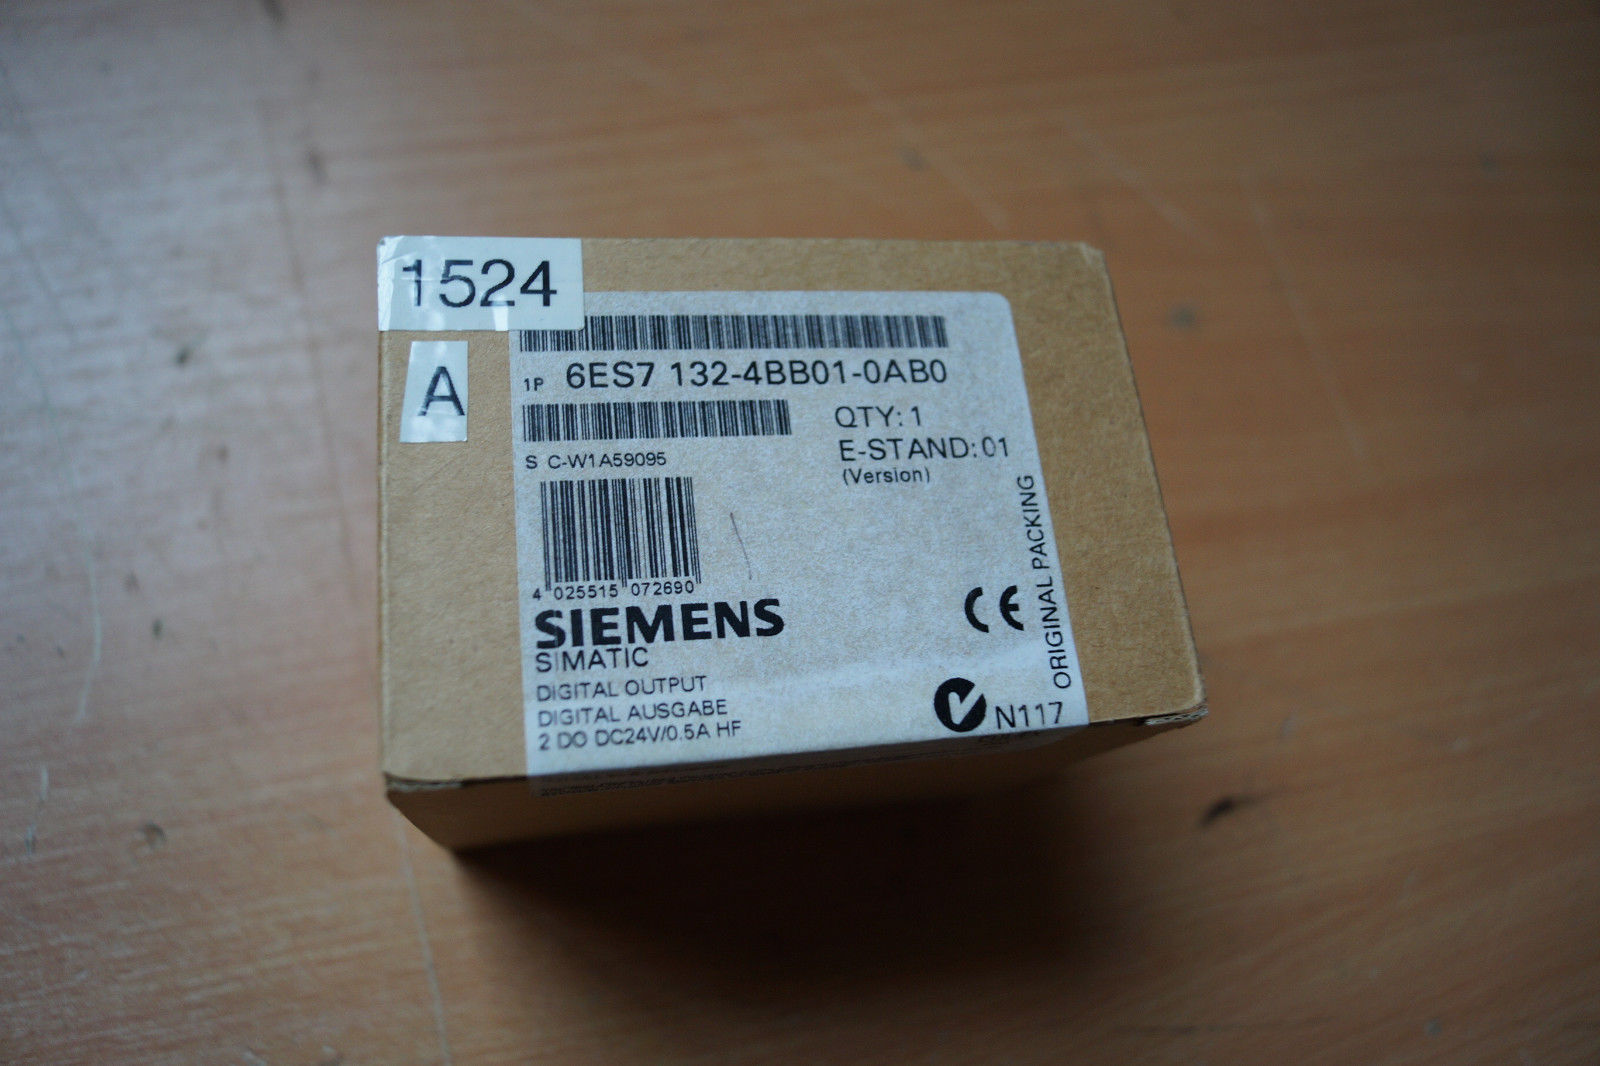 1524
A
1P 6ES7 132-4BB01-0AB0
QTY: 1
E-STAND: 01
(Version)
S C-W1A59095
4 025515 072690
SIEMENS
SIMATIC
DIGITAL OUTPUT
DIGITAL AUSGABE
2 DO DC24V/0.5A HF
N117
ORIGINAL PACKING